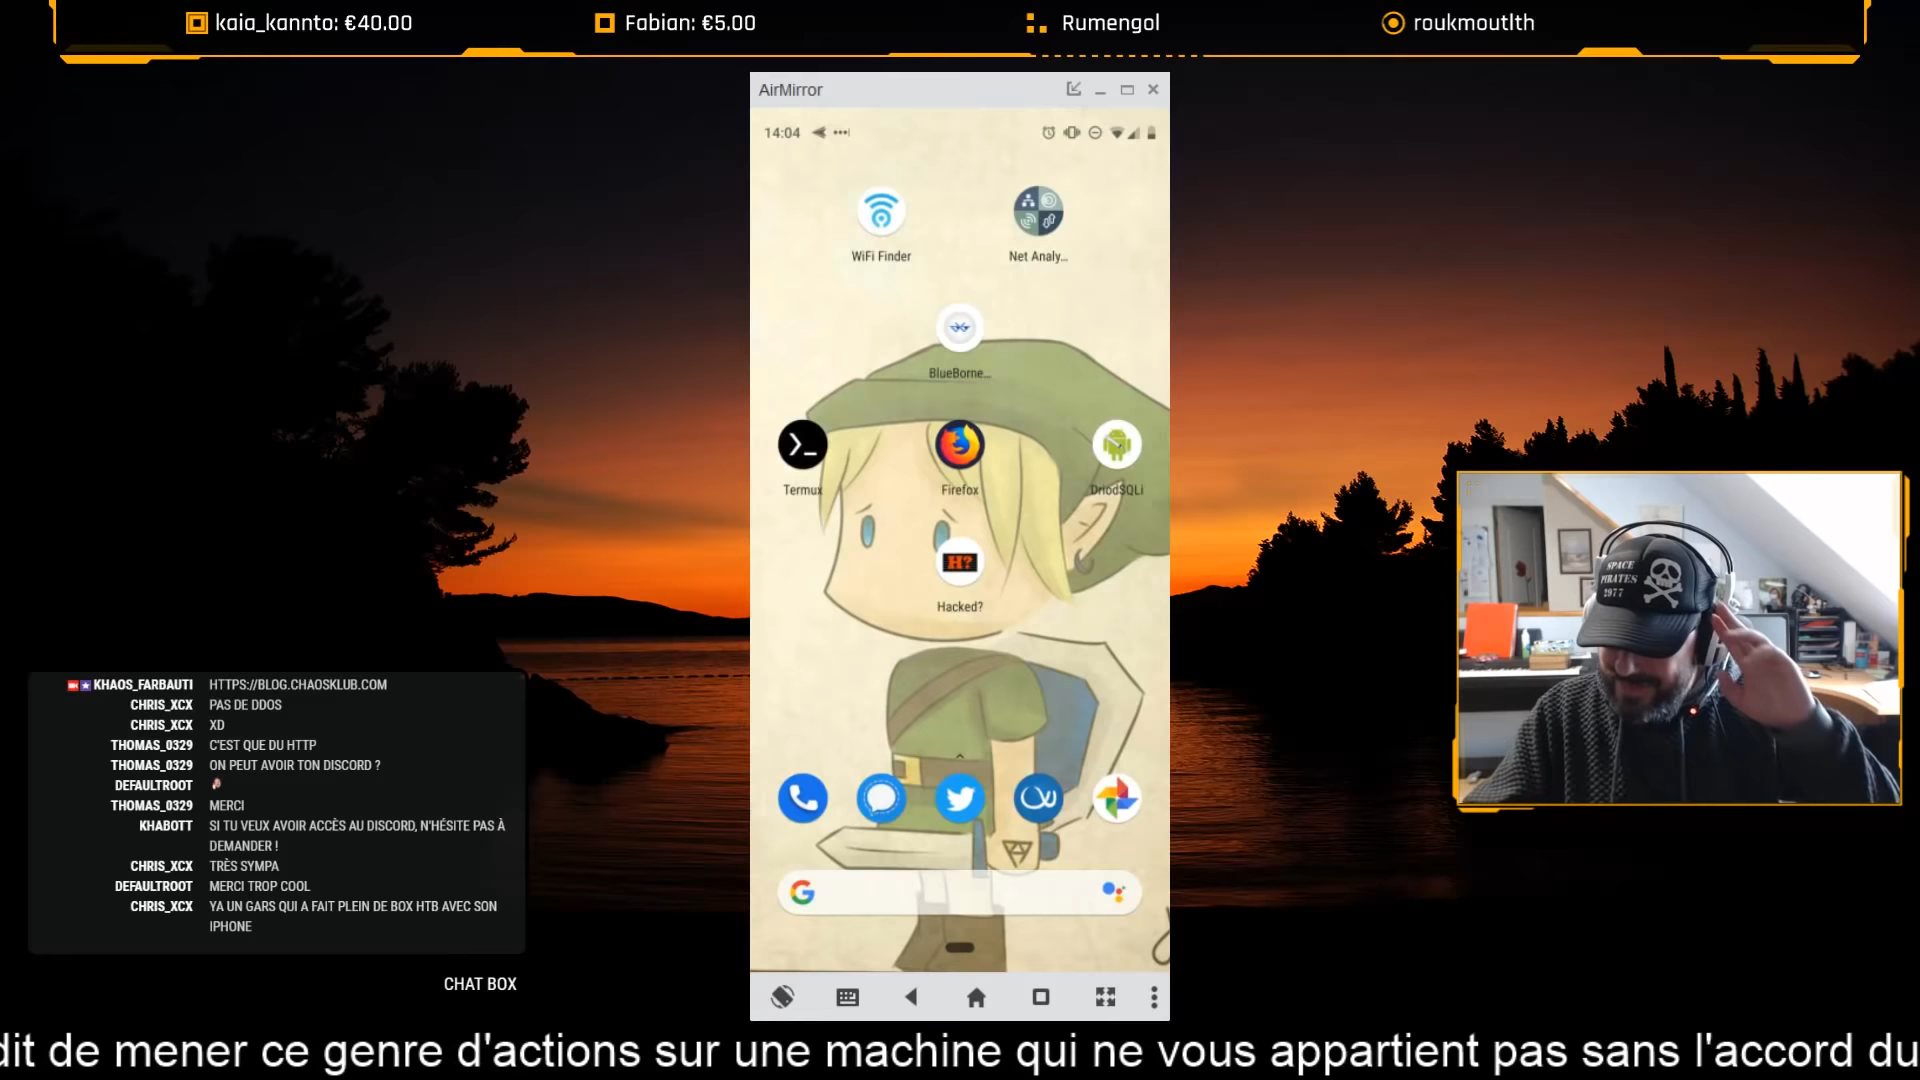 kaia_kannto: €40.00
Fabian: €5.00
Rumengol
roukmoutlth
AirMirror
14:04
WiFi Finder
Net Analy...
BlueBorne...
Termux
Firefox
DriodSQLi
H?
Hacked?
SPACE
PIRATES
2977
KHAOS_FARBAUTI HTTPS://BLOG.CHAOSKLUB.COM
CHRIS_XCX PAS DE DDOS
CHRIS_XCX XD
THOMAS_0329 C'EST QUE DU HTTP
THOMAS_0329 ON PEUT AVOIR TON DISCORD ?
DEFAULTROOT
THOMAS_0329 MERCI
KHABOTT SI TU VEUX AVOIR ACCÈS AU DISCORD, N'HÉSITE PAS À
DEMANDER !
CHRIS_XCX TRÈS SYMPA
DEFAULTROOT MERCI TROP COOL
CHRIS_XCX YA UN GARS QUI A FAIT PLEIN DE BOX HTB AVEC SON
IPHONE
CHAT BOX
dit de mener ce genre d'actions sur une machine qui ne vous appartient pas sans l'accord du